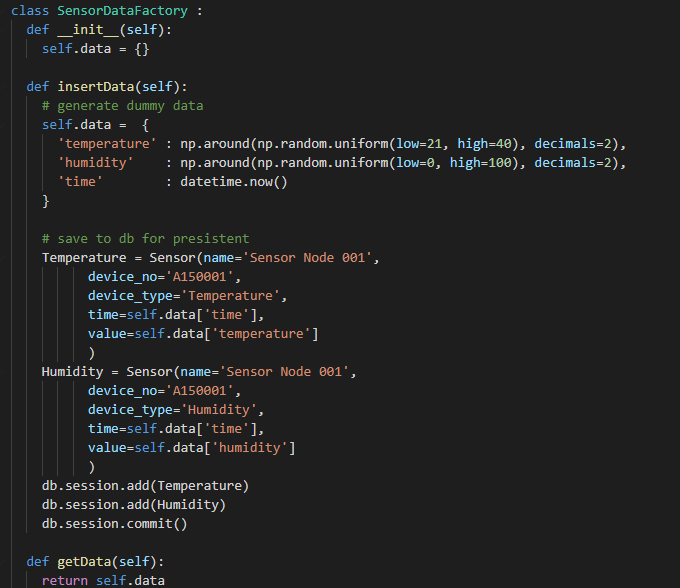 class SensorDataFactory :
  def __init__(self):
    self.data = {}

  def insertData(self):
    # generate dummy data
    self.data =  {
      'temperature' : np.around(np.random.uniform(low=21, high=40), decimals=2),
      'humidity'    : np.around(np.random.uniform(low=0, high=100), decimals=2),
      'time'        : datetime.now()
    }

    # save to db for presistent
    Temperature = Sensor(name='Sensor Node 001',
          device_no='A150001',
          device_type='Temperature',
          time=self.data['time'],
          value=self.data['temperature']
          )
    Humidity = Sensor(name='Sensor Node 001',
          device_no='A150001',
          device_type='Humidity',
          time=self.data['time'],
          value=self.data['humidity']
          )
    db.session.add(Temperature)
    db.session.add(Humidity)
    db.session.commit()

  def getData(self):
    return self.data